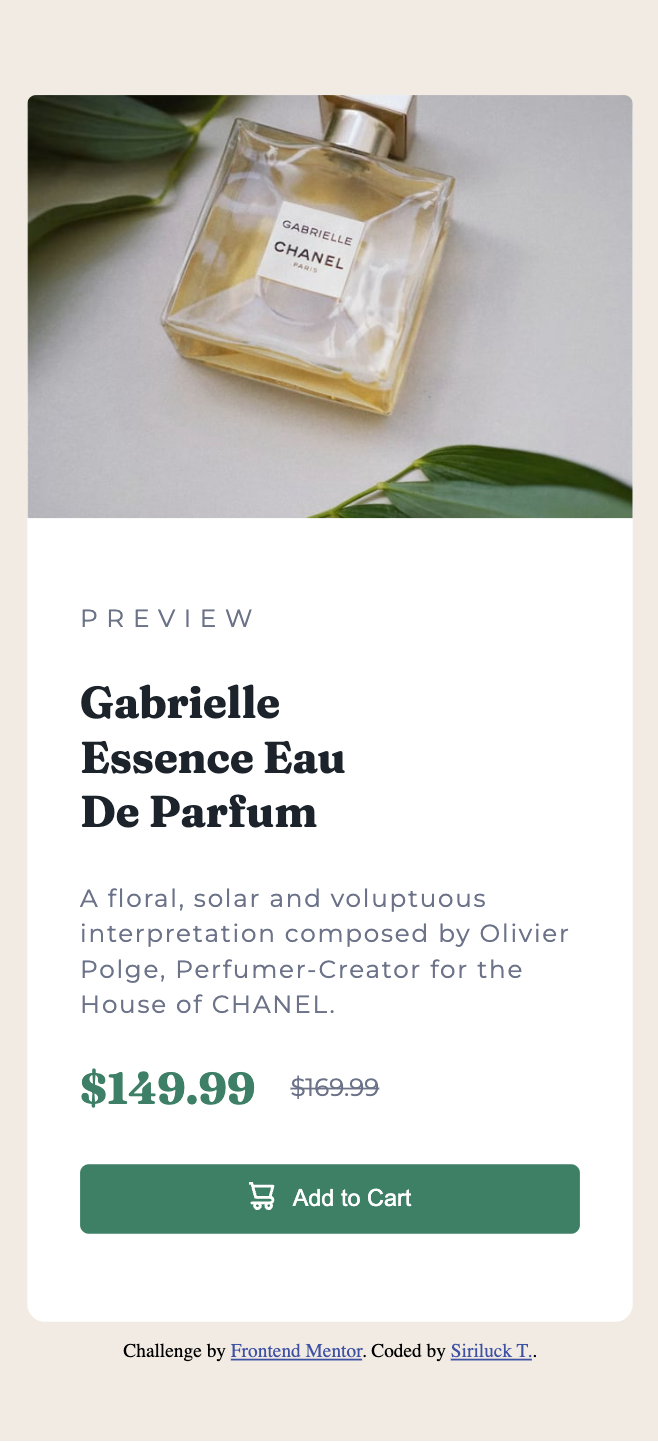 GABRIELLE
CHANEL
PARIS
PREVIEW
Gabrielle
Essence Eau
De Parfum
A floral, solar and voluptuous
interpretation composed by Olivier
Polge, Perfumer-Creator for the
House of CHANEL.
$149.99 $169.99
Add to Cart
Challenge by Frontend Mentor. Coded by Siriluck T..